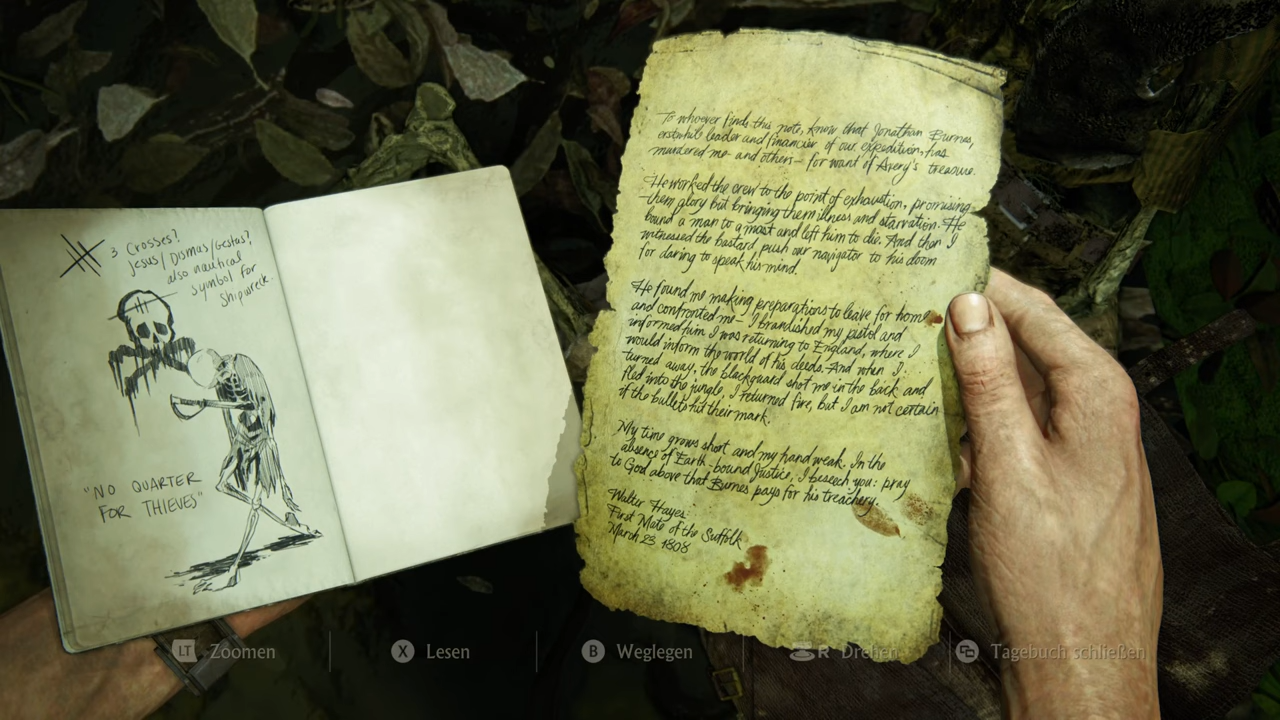 3 Crosses?
Jesus/Dismas/Gestas?,
also nautical
symbol for
Shipwreck.
"NO QUARTER
FOR THIEVES"
To whoever finds this note, know that Jonathan Burnes,
erstwhile leader and financier of our expedition, has
murdered me and others— for want of Avery's treasure.
He worked the crew to the point of exhaustion, promising
them glory but bringing them illness and starvation. He
bound a man to a mast and left him to die. And then I
witnessed the bastard push our navigator to his doom
for daring to speak his mind.
He found me making preparations to leave for home
and confronted me— I brandished my pistol and
informed him I was returning to England, where I
would inform the world of his deeds. And when I
turned away, the blackguard shot me in the back and
fled into the jungle, I returned fire, but I am not certain
if the bullets hit their mark.
My time grows short and my hand weak. In the
absence of Earth-bound Justice, I beseech you: pray
to God above that Burnes pays for his treachery.
Walter Hayes
First Mate of the Suffolk
March 23, 1808
LT Zoomen
X Lesen
B Weglegen
R Drehen
Tagebuch schließen